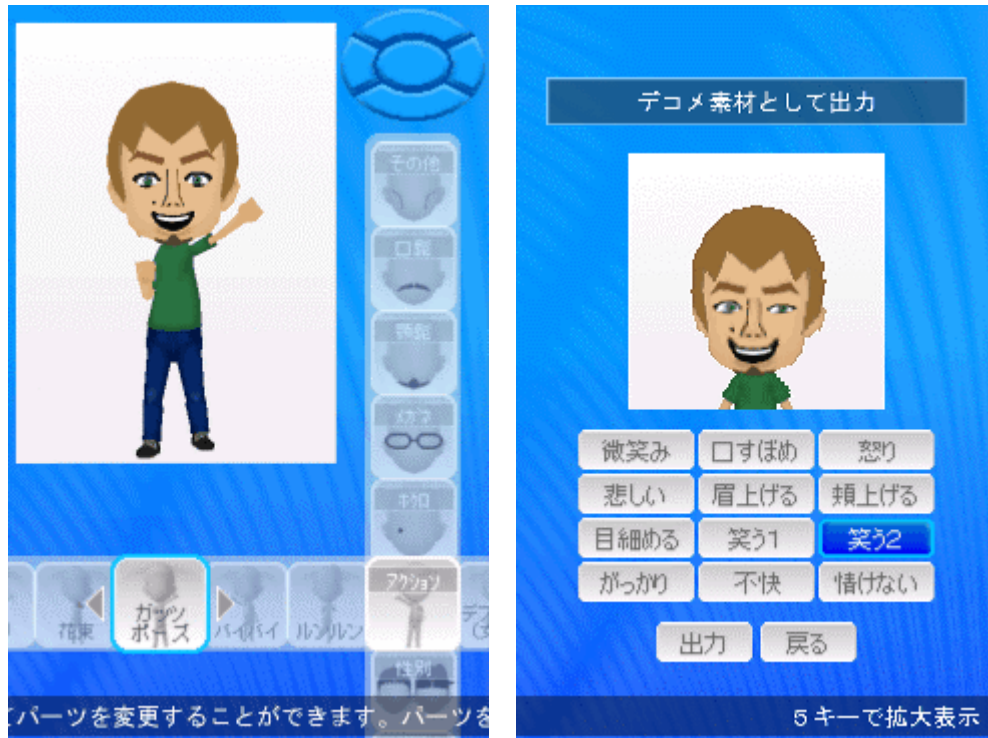 その他
口髭
顎髭
メガネ
ホクロ
花束
ガッツ
ポーズ
バイバイ
ルンルン
アクション
デフ
性別
パーツを変更することができます。パーツを
デコメ素材として出力
微笑み 口すぼめ 怒り
悲しい 眉上げる 頬上げる
目細める 笑う1 笑う2
がっかり 不快 情けない
出力 戻る
5キーで拡大表示